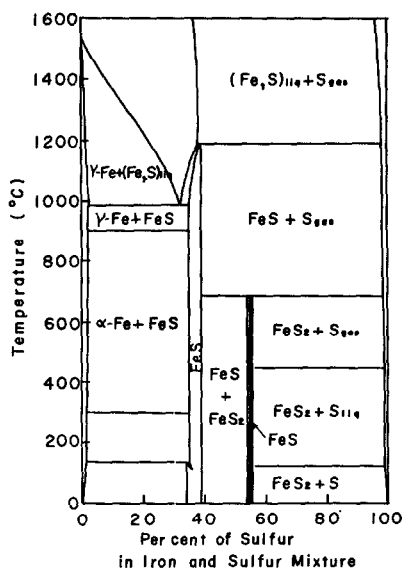 1600
1400
1200
1000
800
600
400
200
0
Temperature (°C)
(Fe,S)liq + Sgas
γ-Fe+(Fe,S)liq
γ-Fe+FeS
FeS + Sgas
α-Fe+FeS
FeS
FeS
+
FeS2
FeS2 + Sgas
FeS2 + Sliq
FeS
FeS2 + S
0 20 40 60 80 100
Percent of Sulfur
in Iron and Sulfur Mixture